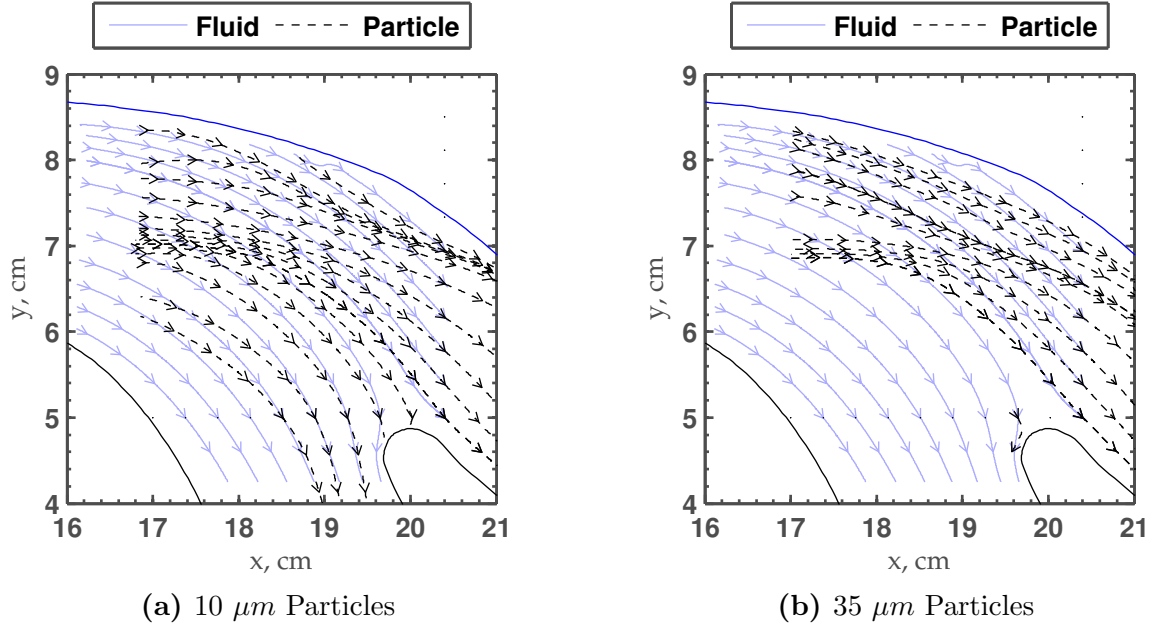 Fluid Particle
9
8
7
6
5
4
y, cm
16 17 18 19 20 21
x, cm
(a) 10 μm Particles
Fluid Particle
9
8
7
6
5
4
y, cm
16 17 18 19 20 21
x, cm
(b) 35 μm Particles